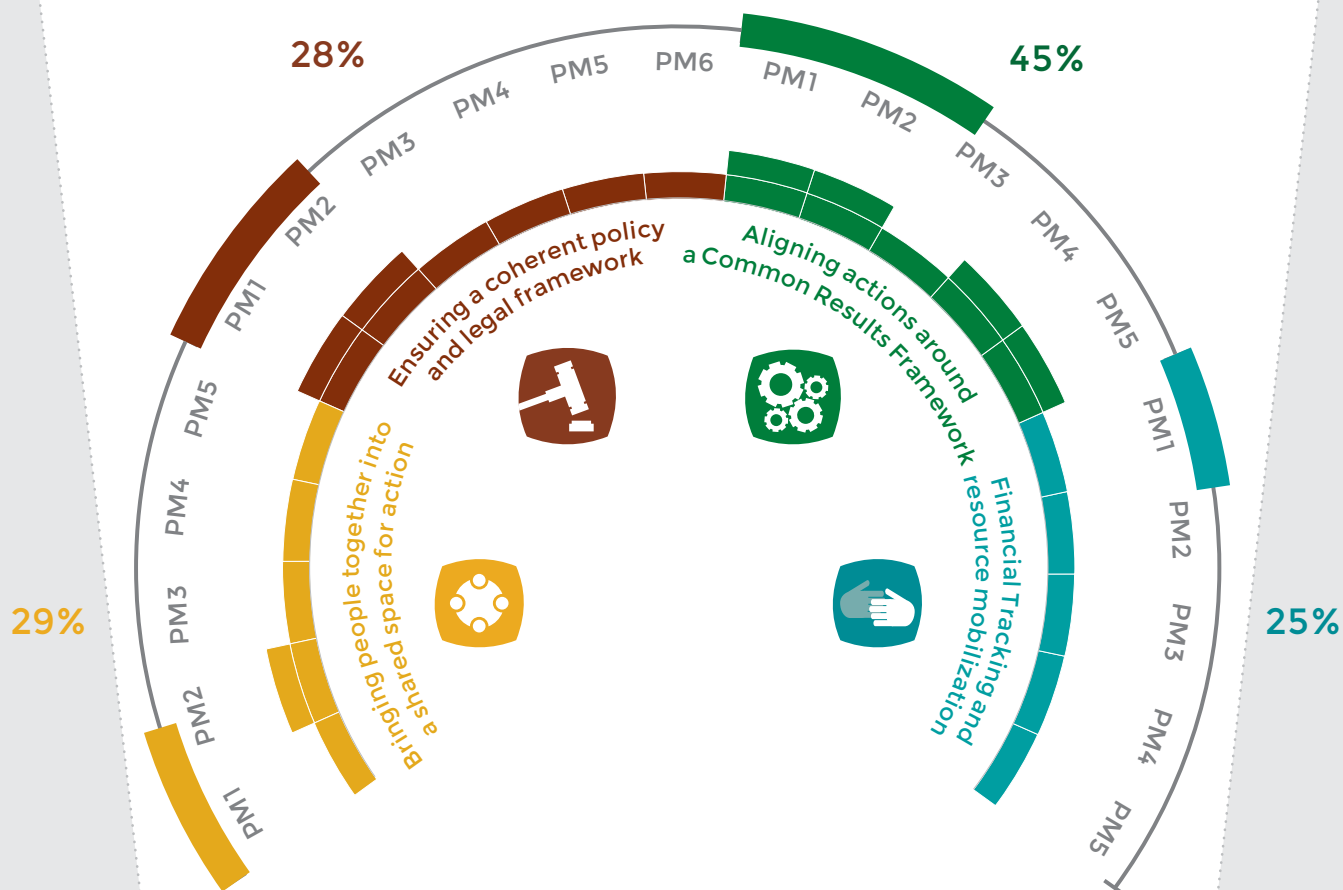 29%
PM1
PM2
PM3
PM4
PM5
Bringing people together into
a shared space for action
28%
PM1
PM2
PM3
PM4
PM5
PM6
Ensuring a coherent policy
and legal framework
45%
PM1
PM2
PM3
PM4
PM5
Aligning actions around
a Common Results Framework
25%
PM1
PM2
PM3
PM4
PM5
Financial Tracking and
resource mobilization